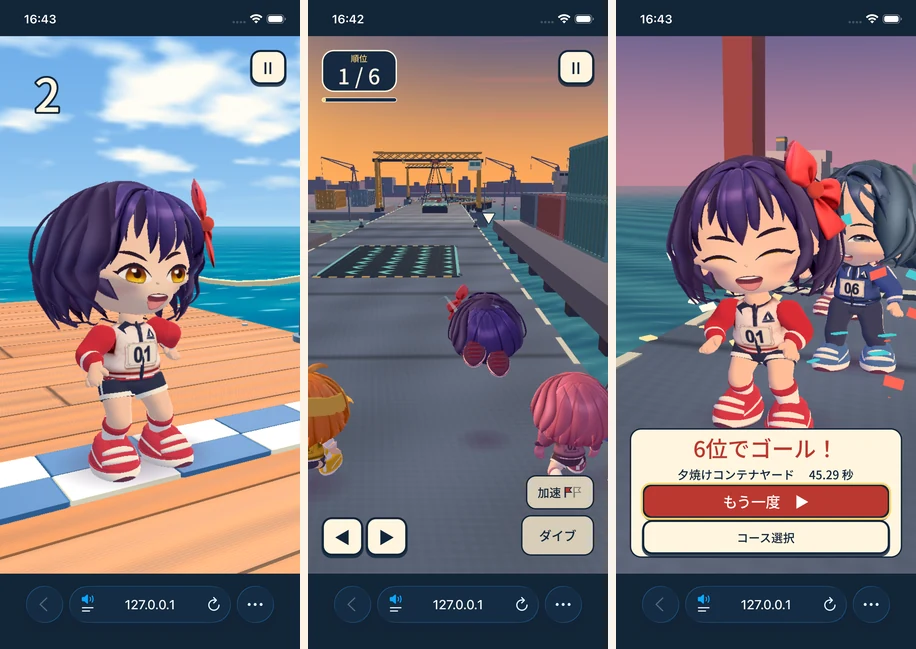 16:43
2
01
127.0.0.1
16:42
順位
1 / 6
加速
ダイブ
127.0.0.1
16:43
01
06
6位でゴール！
夕焼けコンテナヤード 45.29 秒
もう一度 ▶
コース選択
127.0.0.1